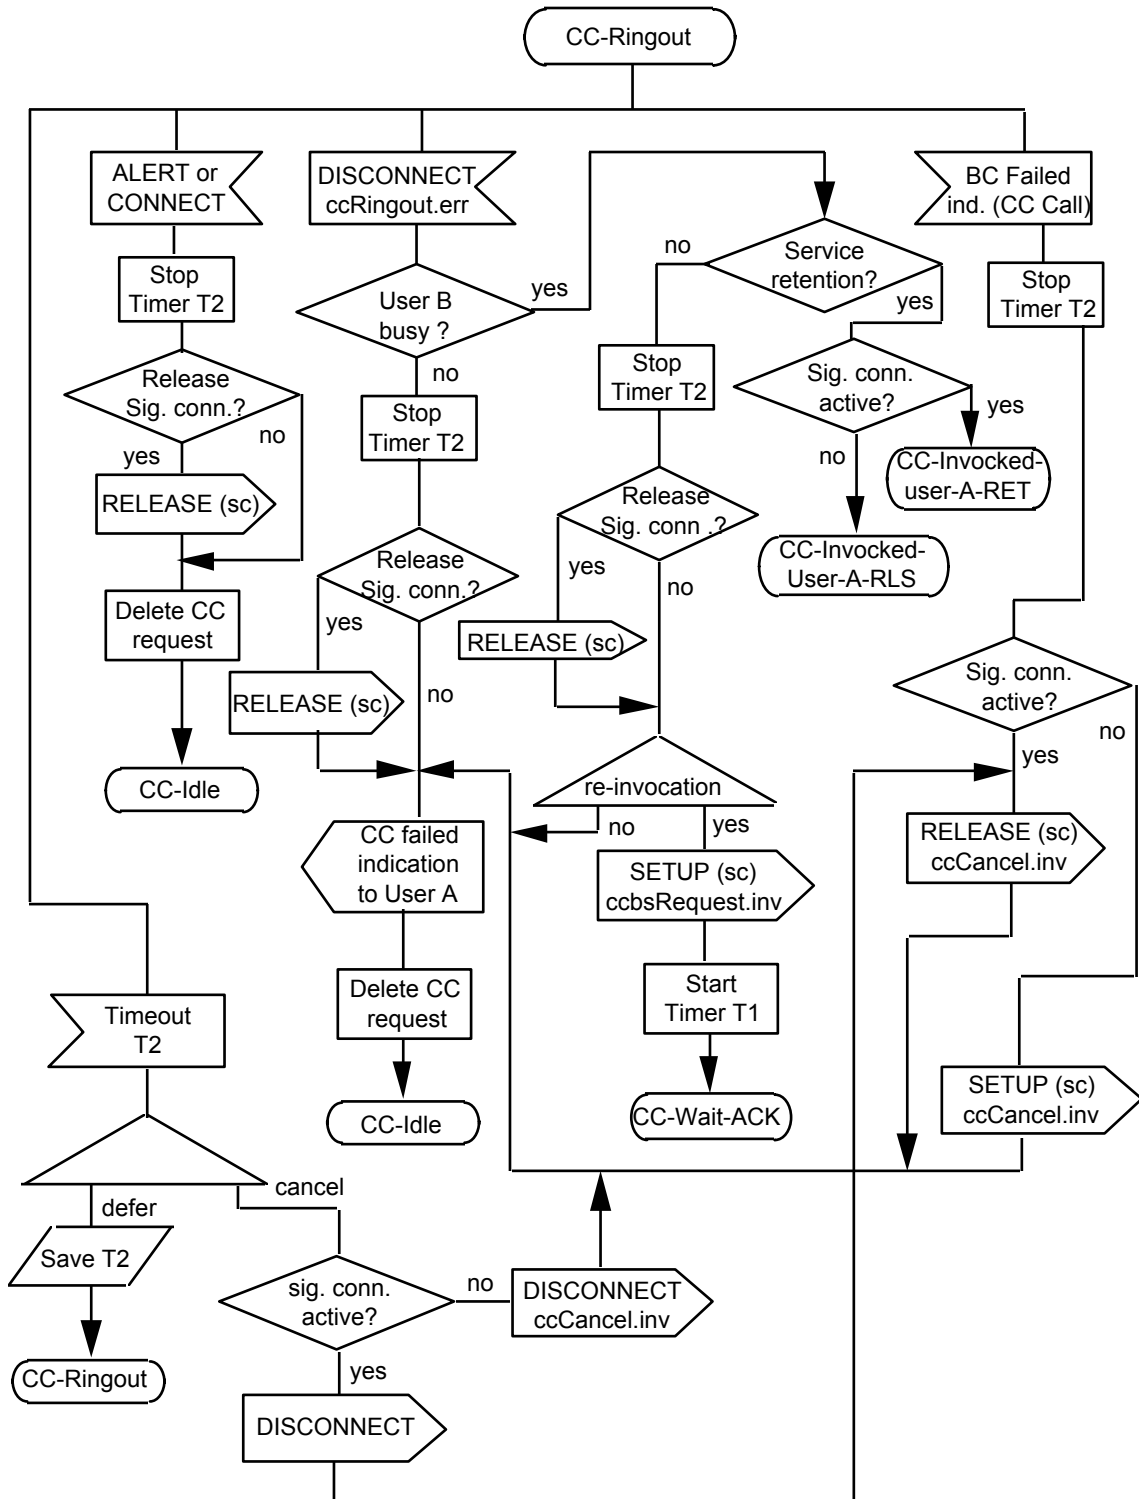 CC-Ringout
ALERT or
CONNECT
DISCONNECT
ccRingout.err
BC Failed
ind. (CC Call)
Stop
Timer T2
User B
busy ?
yes
no
Service
retention?
no
yes
Stop
Timer T2
Release
Sig. conn.?
yes
no
Stop
Timer T2
Stop
Timer T2
Sig. conn.
active?
yes
no
CC-Invocked-
user-A-RET
CC-Invocked-
User-A-RLS
RELEASE (sc)
Release
Sig. conn.?
yes
no
Release
Sig. conn .?
yes
no
Delete CC
request
RELEASE (sc)
RELEASE (sc)
Sig. conn.
active?
no
yes
CC-Idle
re-invocation
no
yes
CC failed
indication
to User A
SETUP (sc)
ccbsRequest.inv
RELEASE (sc)
ccCancel.inv
Delete CC
request
Start
Timer T1
Timeout
T2
SETUP (sc)
ccCancel.inv
CC-Idle
CC-Wait-ACK
defer
cancel
Save T2
sig. conn.
active?
no
yes
DISCONNECT
ccCancel.inv
CC-Ringout
DISCONNECT